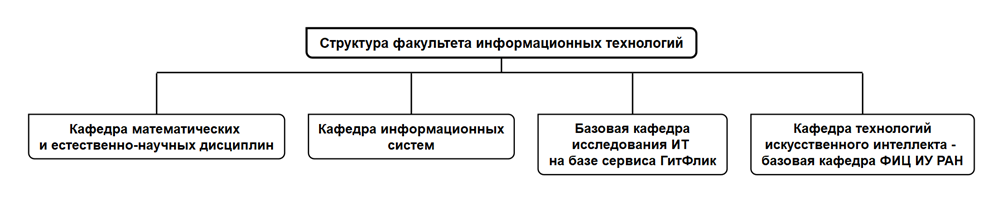 Структура факультета информационных технологий
Кафедра математических
и естественно-научных дисциплин
Кафедра информационных
систем
Базовая кафедра
исследования ИТ
на базе сервиса ГитФлик
Кафедра технологий
искусственного интеллекта -
базовая кафедра ФИЦ ИУ РАН